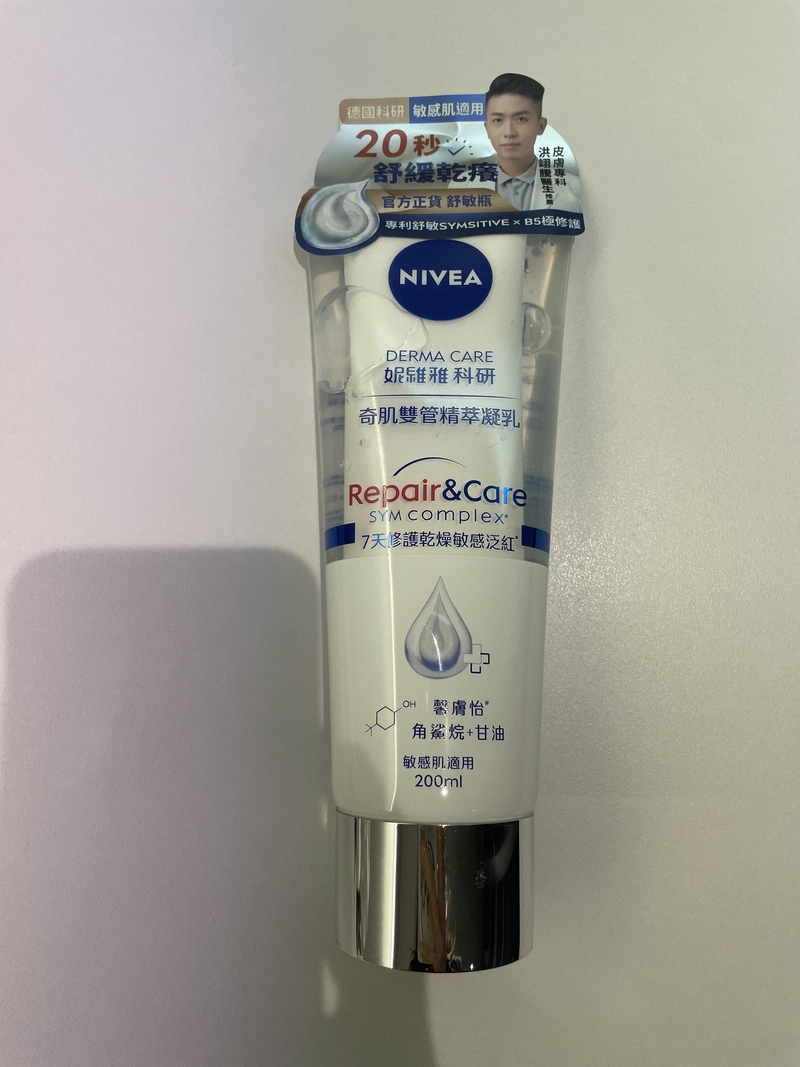 德國科研 敏感肌適用
20秒
舒緩乾癢
官方正貨 舒敏瓶
專利舒敏SYMSITIVE × B5極修護
皮膚專科
洪翊騰醫生推薦
NIVEA
DERMA CARE
妮維雅 科研
奇肌雙管精萃凝乳
Repair&Care
SYM complex*
7天修護乾燥敏感泛紅*
OH
馨膚怡#
角鯊烷+甘油
敏感肌適用
200ml